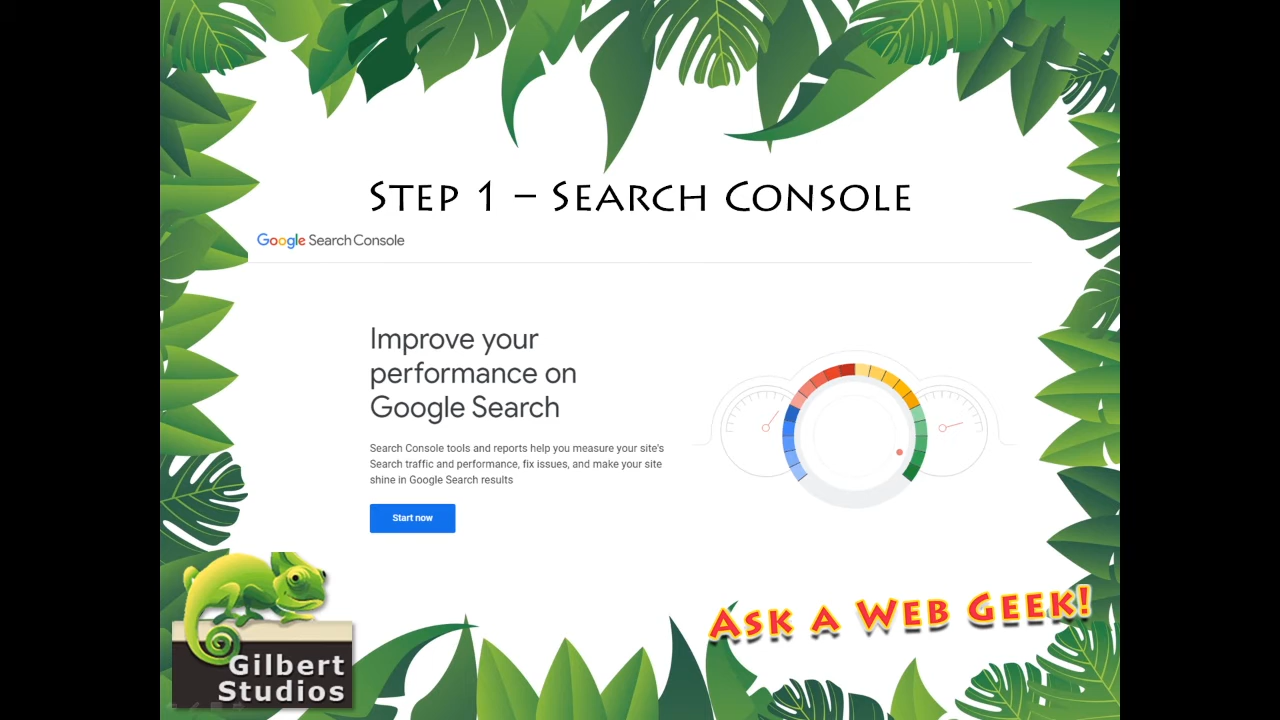 Step 1 – Search Console
Google Search Console
Improve your
performance on
Google Search
Search Console tools and reports help you measure your site's
Search traffic and performance, fix issues, and make your site
shine in Google Search results
Start now
Ask a Web Geek!
Gilbert
Studios